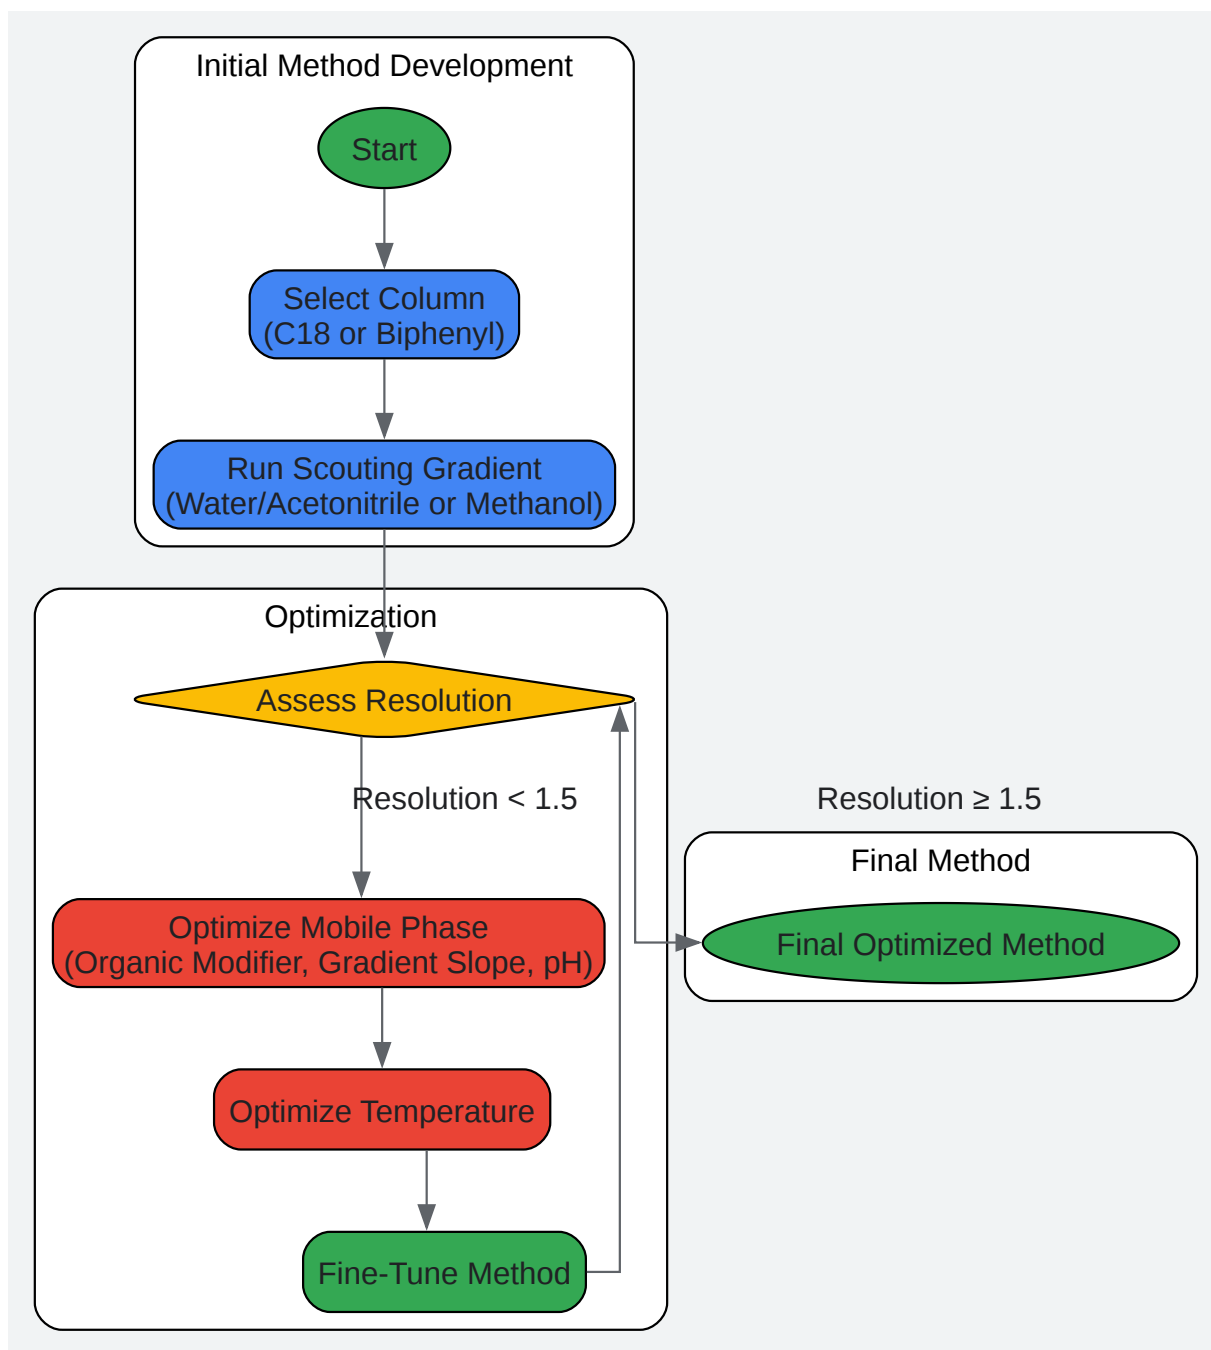 Initial Method Development
Start
Select Column
(C18 or Biphenyl)
Run Scouting Gradient
(Water/Acetonitrile or Methanol)
Optimization
Assess Resolution
Resolution < 1.5
Resolution ≥ 1.5
Final Method
Optimize Mobile Phase
(Organic Modifier, Gradient Slope, pH)
Final Optimized Method
Optimize Temperature
Fine-Tune Method